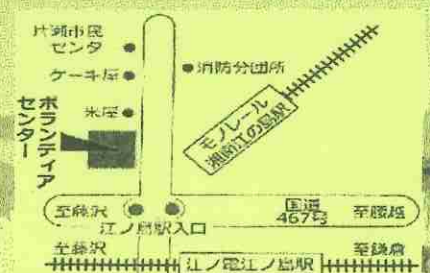 片瀬市民
センタ
ケーキ屋
消防分団所
米屋
ボランティア
センター
モノレール
湘南江の島駅
至藤沢
江ノ島駅入口
国道
467号
至腰越
至藤沢
江ノ電江ノ島駅
至鎌倉